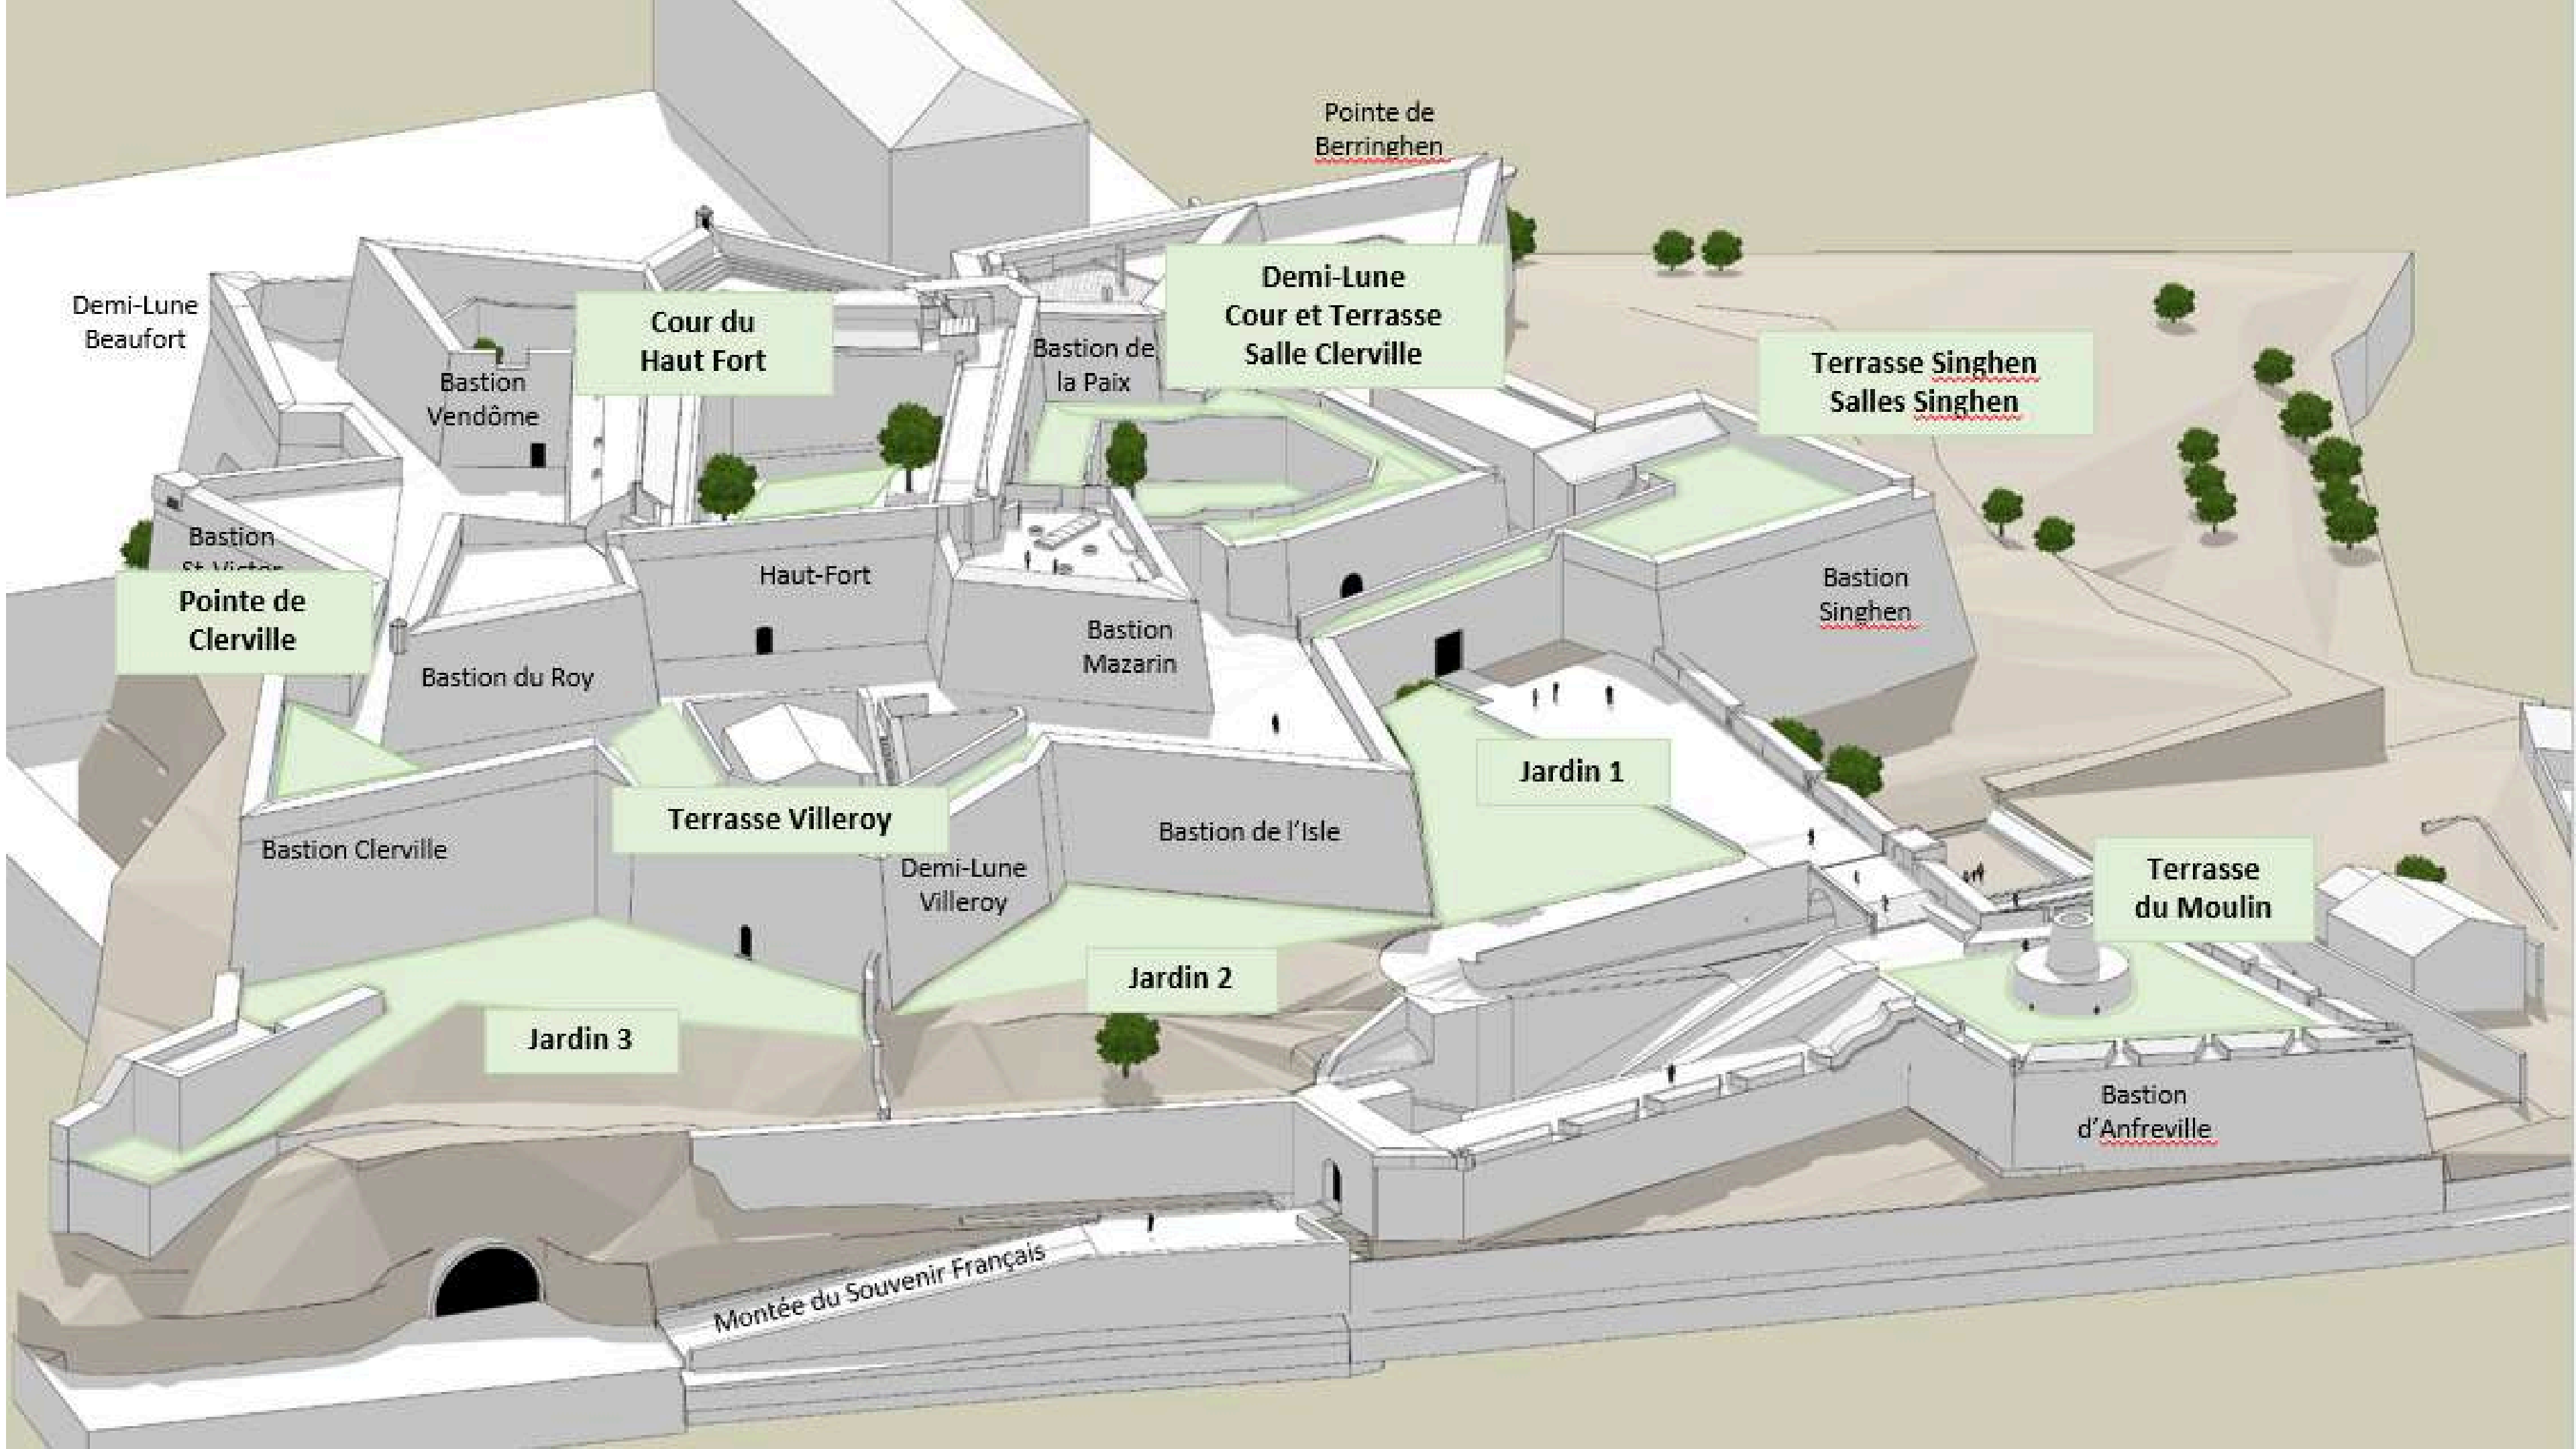 Pointe de
Berringhen
Demi-Lune
Cour et Terrasse
Salle Clerville
Demi-Lune
Beaufort
Cour du
Haut Fort
Bastion de
la Paix
Terrasse Singhen
Salles Singhen
Bastion
Vendôme
Bastion
St-Victor
Pointe de
Clerville
Haut-Fort
Bastion
Singhen
Bastion
Mazarin
Bastion du Roy
Jardin 1
Terrasse Villeroy
Bastion de l'Isle
Bastion Clerville
Demi-Lune
Villeroy
Terrasse
du Moulin
Jardin 2
Jardin 3
Bastion
d'Anfreville
Montée du Souvenir Français